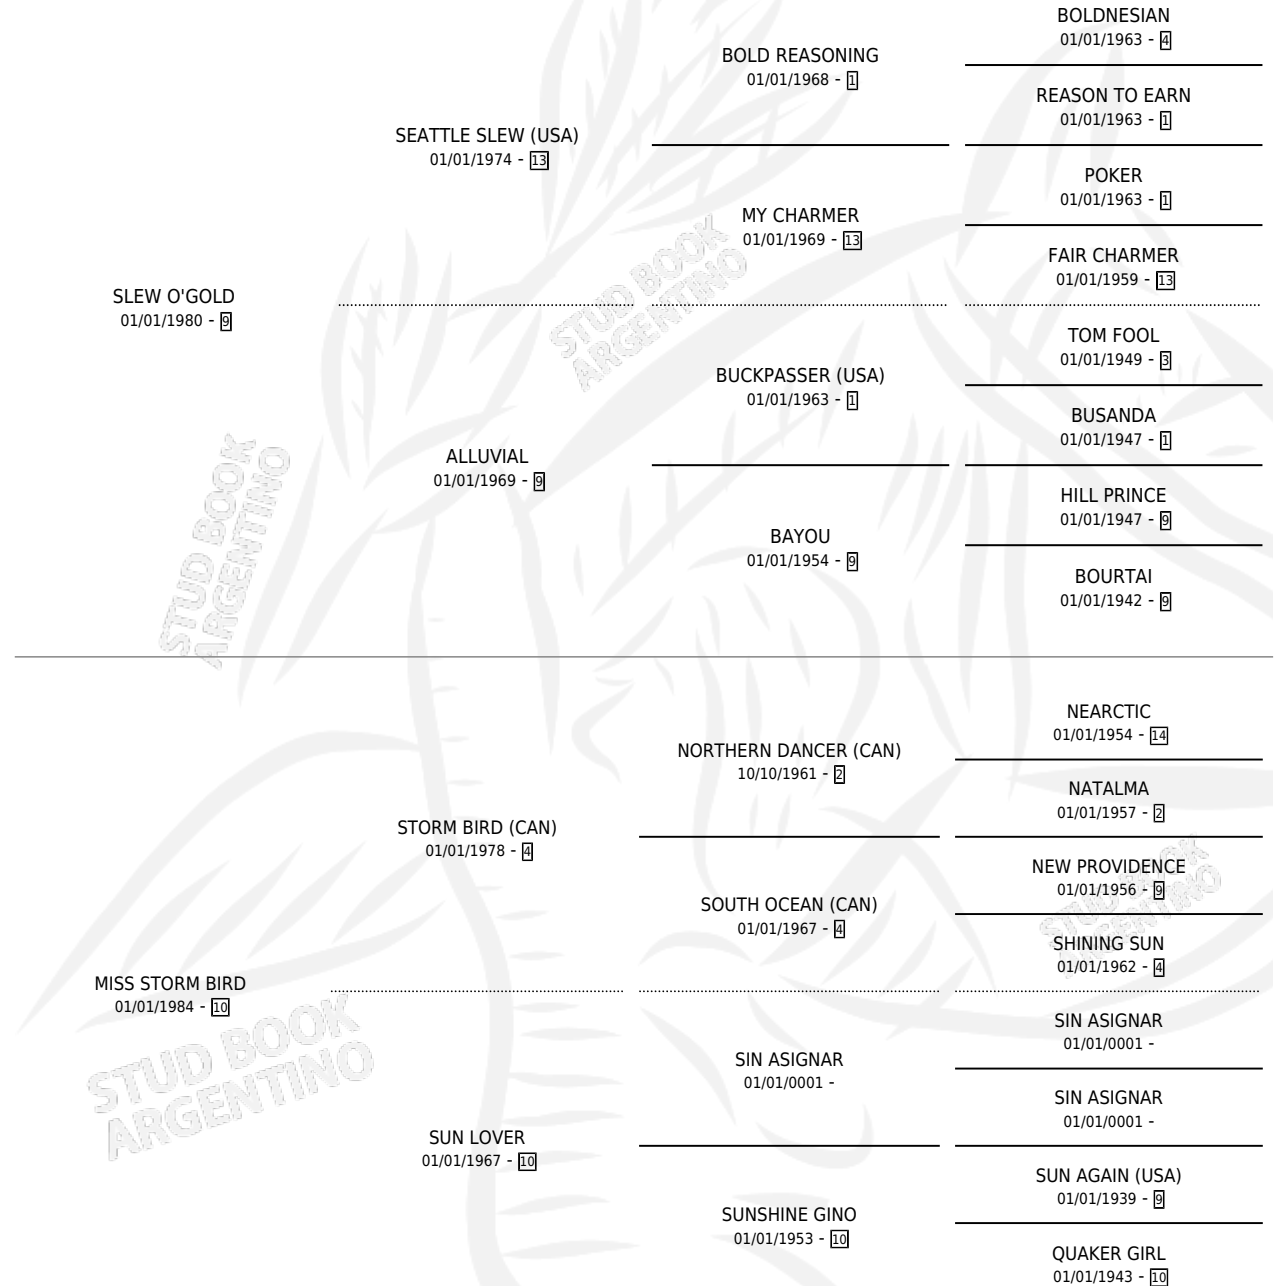 BOLDNESIAN
01/01/1963 - 4
BOLD REASONING
01/01/1968 - 1
REASON TO EARN
01/01/1963 - 1
SEATTLE SLEW (USA)
01/01/1974 - 13
POKER
01/01/1963 - 1
MY CHARMER
01/01/1969 - 13
FAIR CHARMER
01/01/1959 - 13
SLEW O'GOLD
01/01/1980 - 9
STUD BOOK
ARGENTINO
TOM FOOL
01/01/1949 - 3
BUCKPASSER (USA)
01/01/1963 - 1
BUSANDA
01/01/1947 - 1
ALLUVIAL
01/01/1969 - 9
HILL PRINCE
01/01/1947 - 9
BAYOU
01/01/1954 - 9
BOURTAI
01/01/1942 - 9
STUD BOOK
ARGENTINO
NEARCTIC
01/01/1954 - 14
NORTHERN DANCER (CAN)
10/10/1961 - 2
NATALMA
01/01/1957 - 2
STORM BIRD (CAN)
01/01/1978 - 4
NEW PROVIDENCE
01/01/1956 - 9
SOUTH OCEAN (CAN)
01/01/1967 - 4
STUD BOOK
ARGENTINO
SHINING SUN
01/01/1962 - 4
MISS STORM BIRD
01/01/1984 - 10
SIN ASIGNAR
01/01/0001 -
SIN ASIGNAR
01/01/0001 -
SIN ASIGNAR
01/01/0001 -
STUD BOOK
ARGENTINO
SUN LOVER
01/01/1967 - 10
SUN AGAIN (USA)
01/01/1939 - 9
SUNSHINE GINO
01/01/1953 - 10
QUAKER GIRL
01/01/1943 - 10